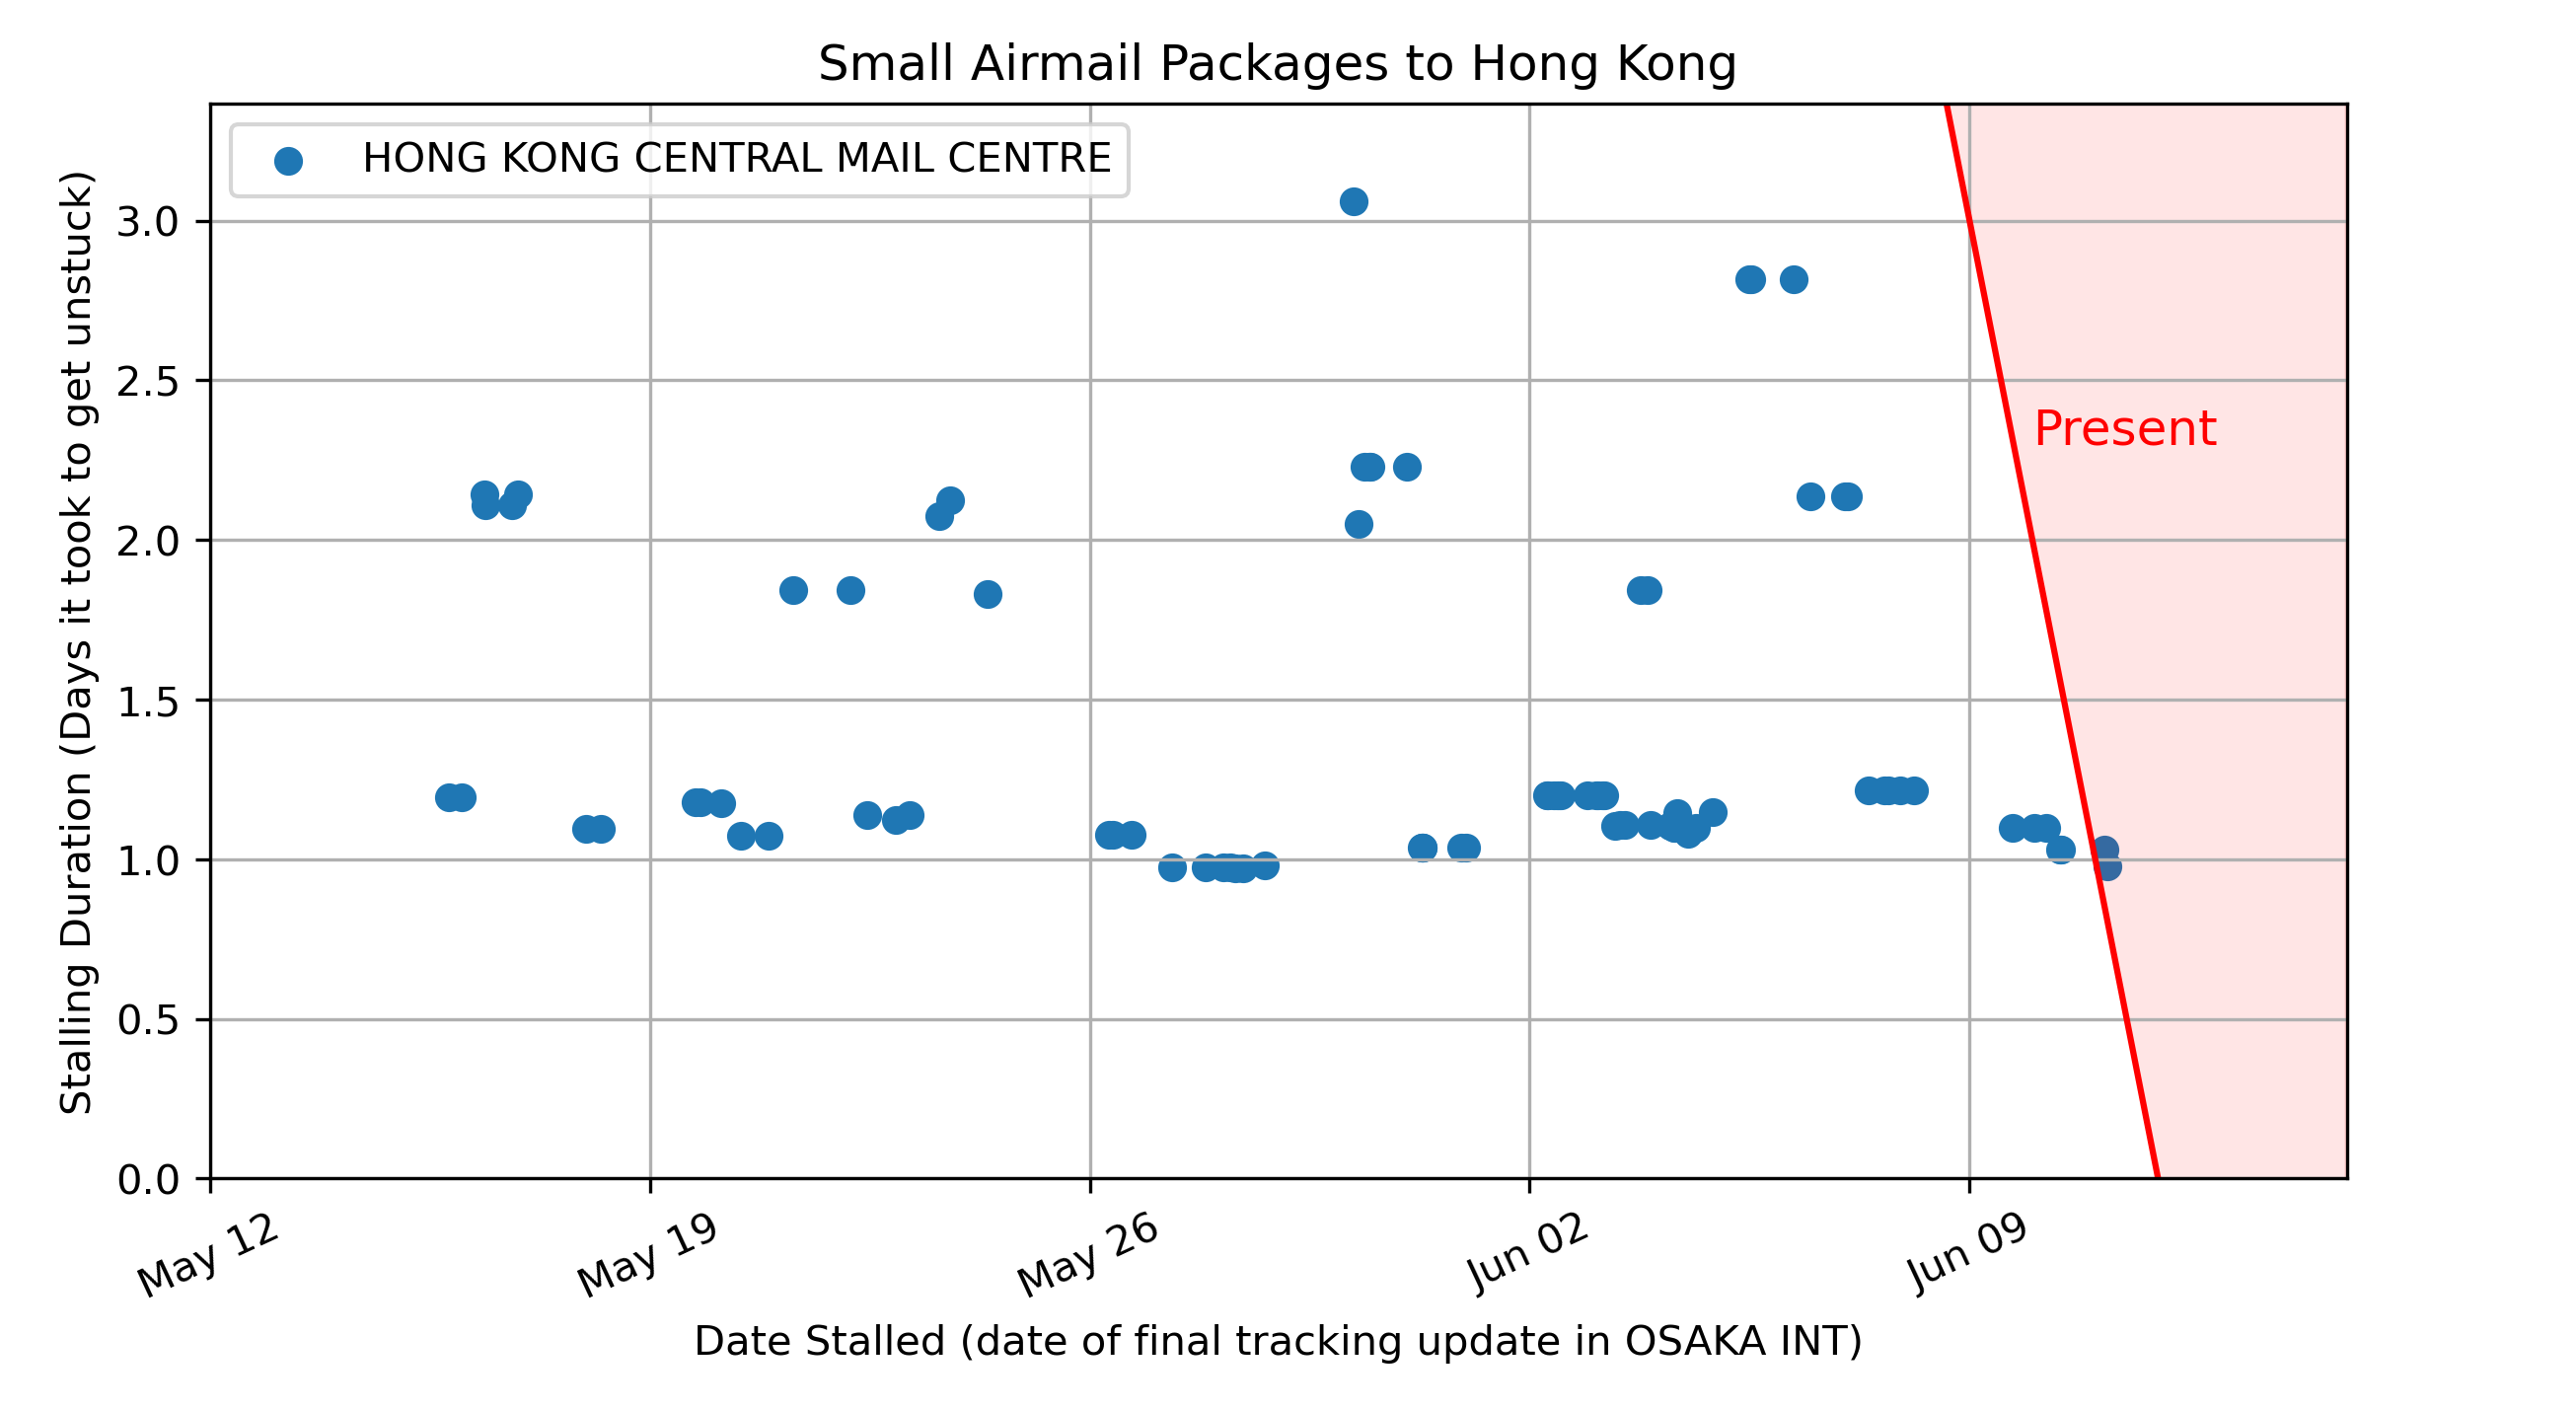 Small Airmail Packages to Hong Kong
HONG KONG CENTRAL MAIL CENTRE
Stalling Duration (Days it took to get unstuck)
3.0
2.5
2.0
1.5
1.0
0.5
0.0
Present
May 12
May 19
May 26
Jun 02
Jun 09
Date Stalled (date of final tracking update in OSAKA INT)